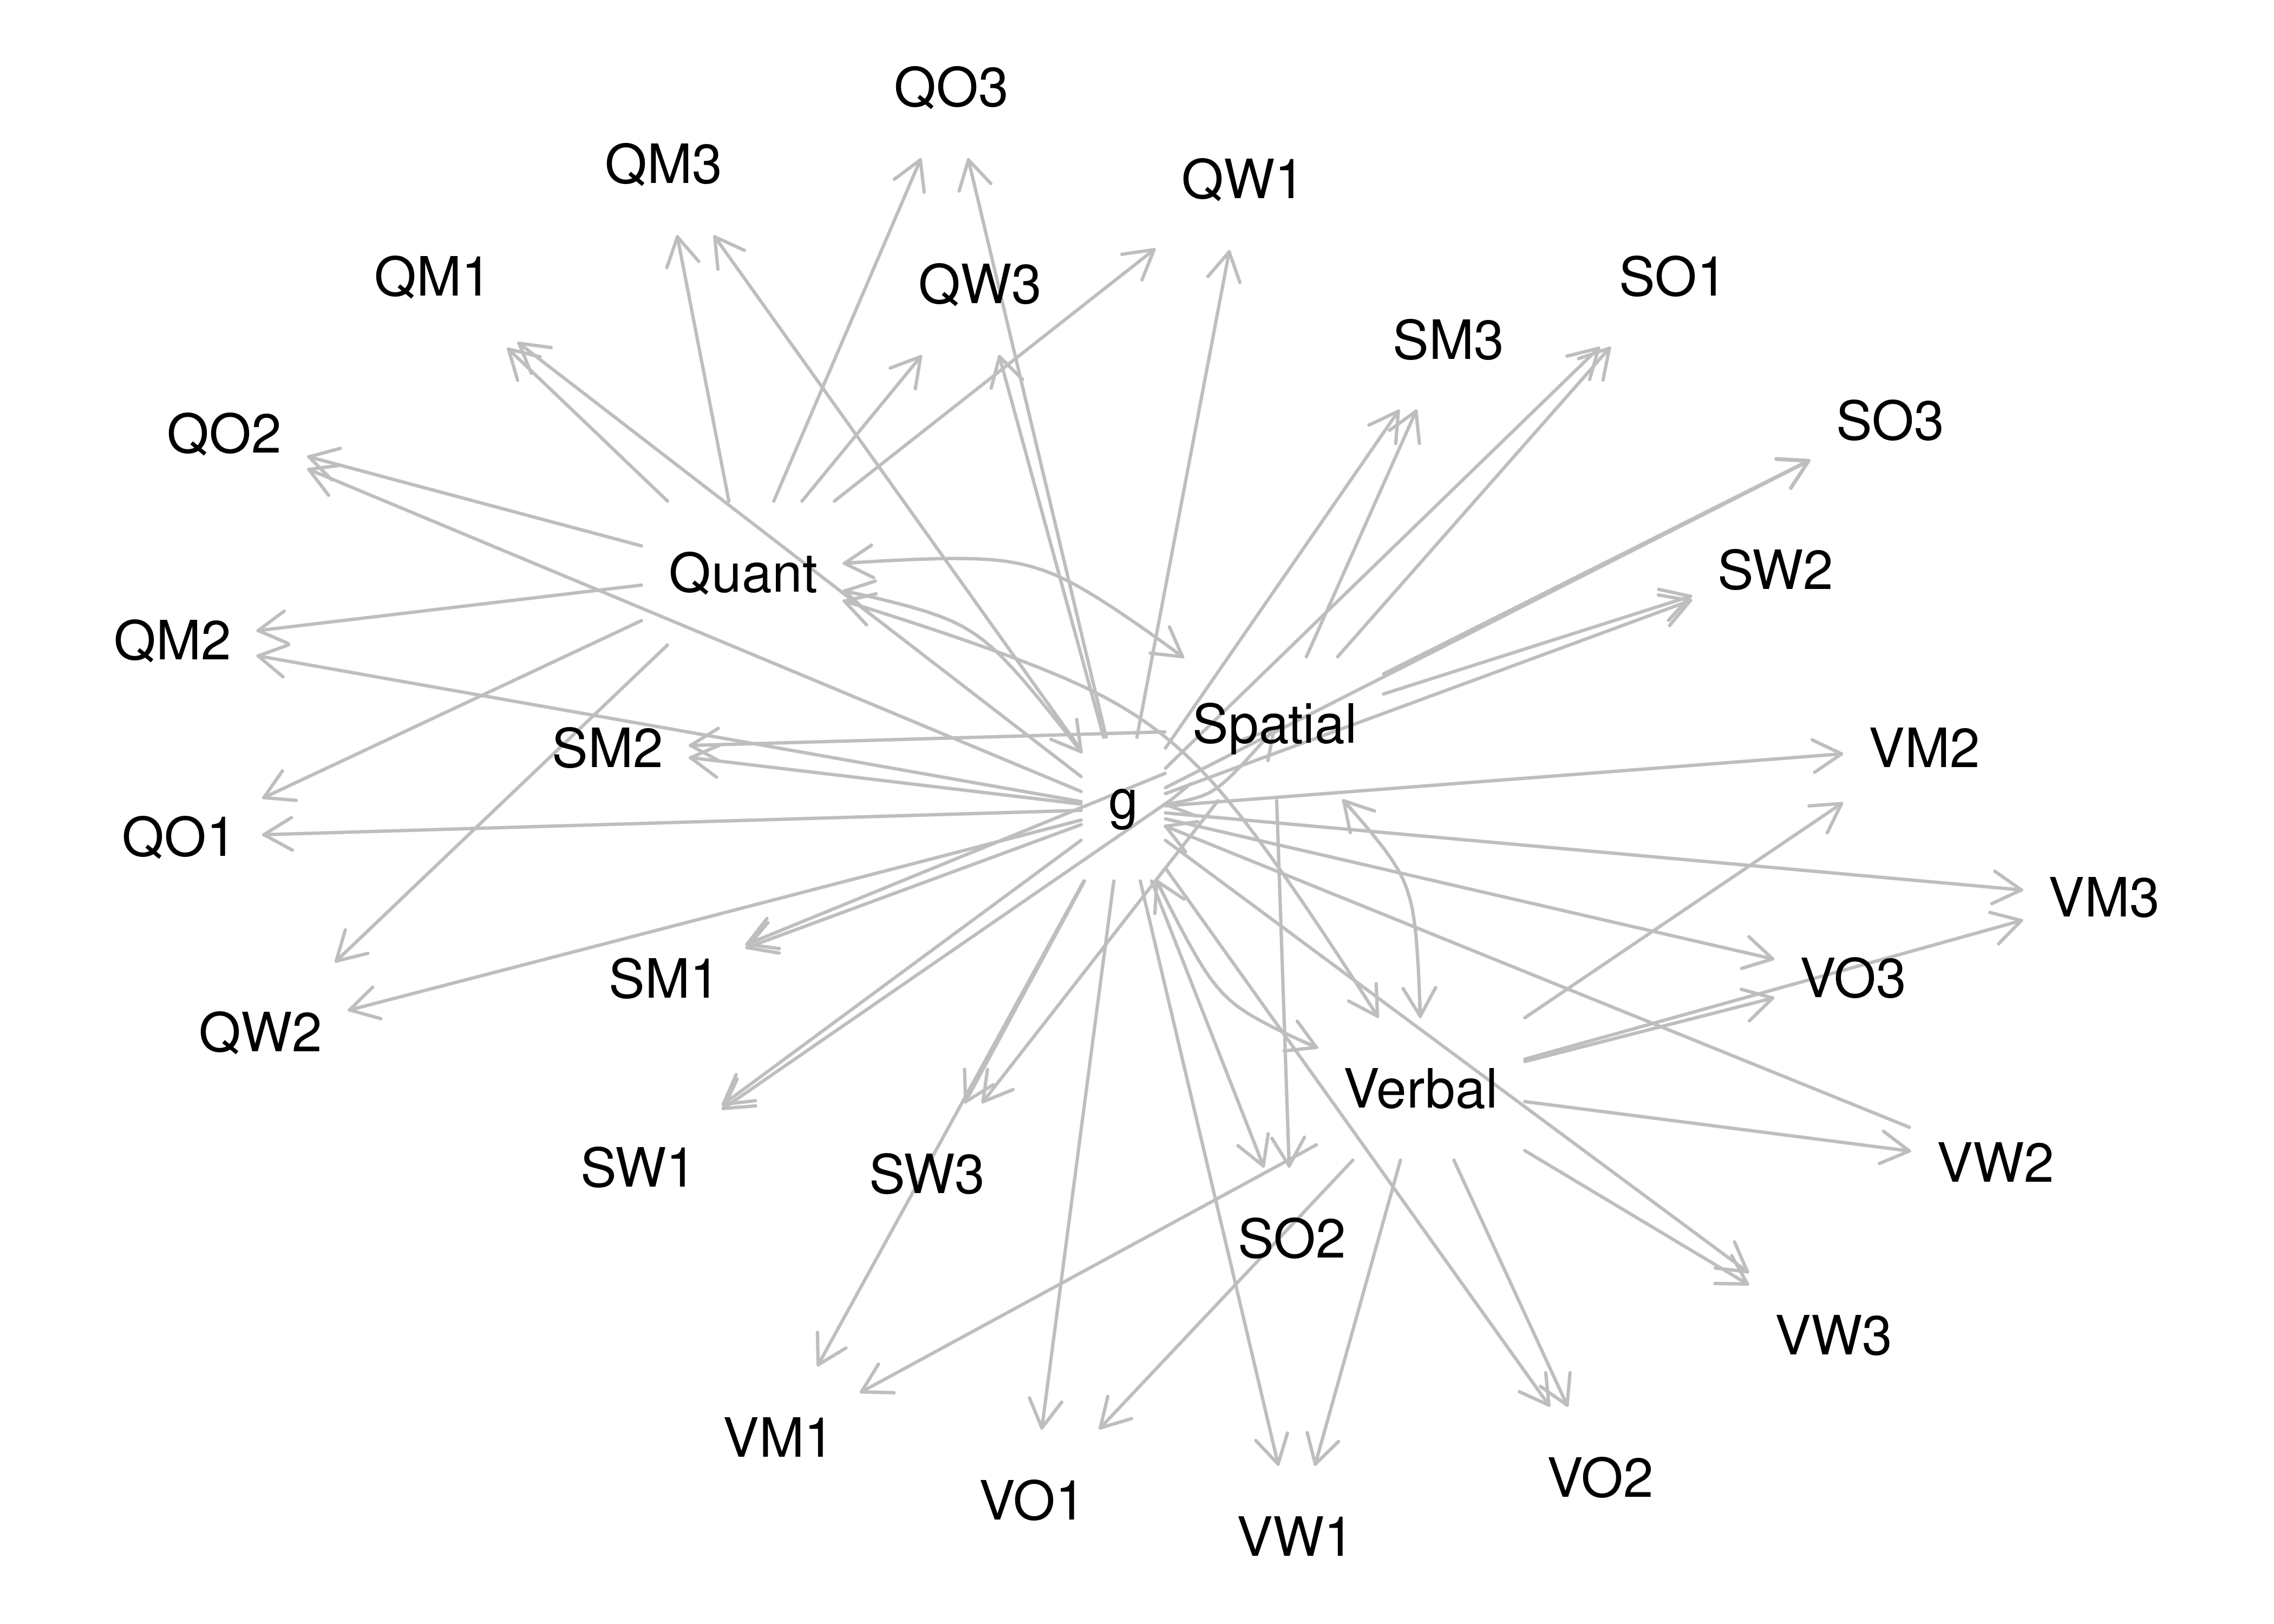 QO3
QM3
QW1
QM1
QW3
SO1
SM3
SO3
QO2
SW2
Quant
QM2
Spatial
SM2
VM2
g
QO1
VM3
SM1
VO3
QW2
Verbal
SW1
SW3
VW2
SO2
VW3
VM1
VO2
VO1
VW1